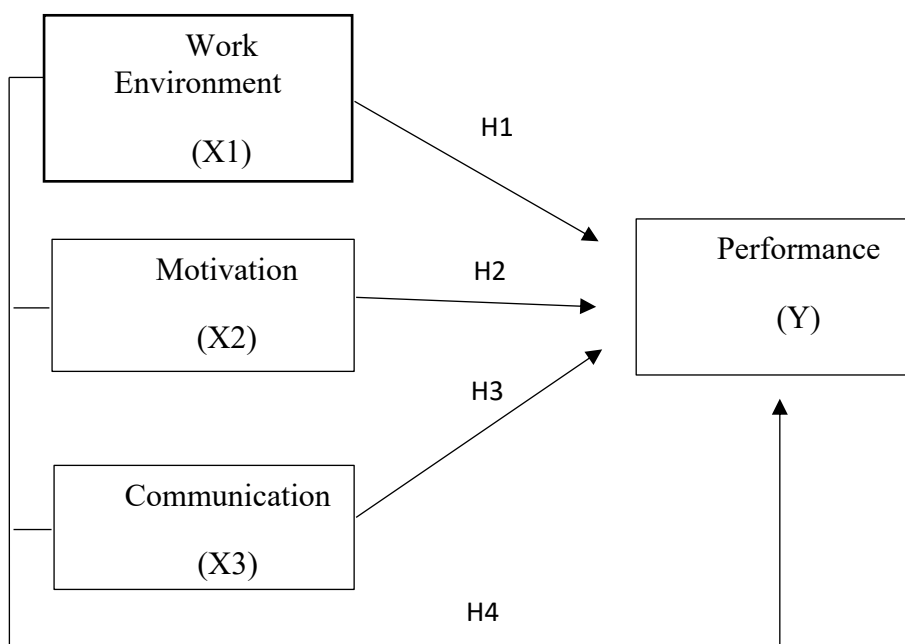 Work
Environment
(X1)
H1
Motivation
(X2)
H2
Performance
(Y)
H3
Communication
(X3)
H4